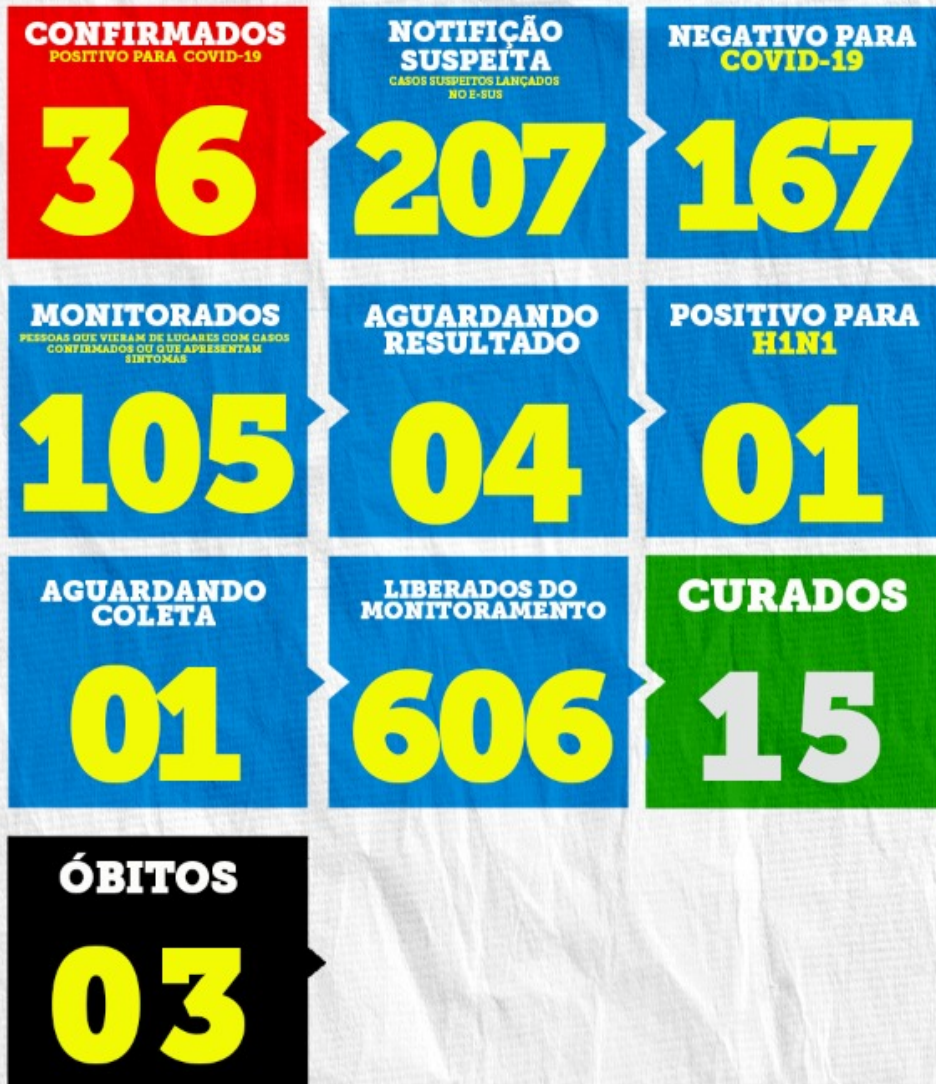 CONFIRMADOS
POSITIVO PARA COVID-19
36
NOTIFIÇÃO
SUSPEITA
CASOS SUSPEITOS LANÇADOS
NO E-SUS
207
NEGATIVO PARA
COVID-19
167
MONITORADOS
PESSOAS QUE VIERAM DE LUGARES COM CASOS
CONFIRMADOS OU QUE APRESENTAM
SINTOMAS
105
AGUARDANDO
RESULTADO
04
POSITIVO PARA
H1N1
01
AGUARDANDO
COLETA
01
LIBERADOS DO
MONITORAMENTO
606
CURADOS
15
ÓBITOS
03